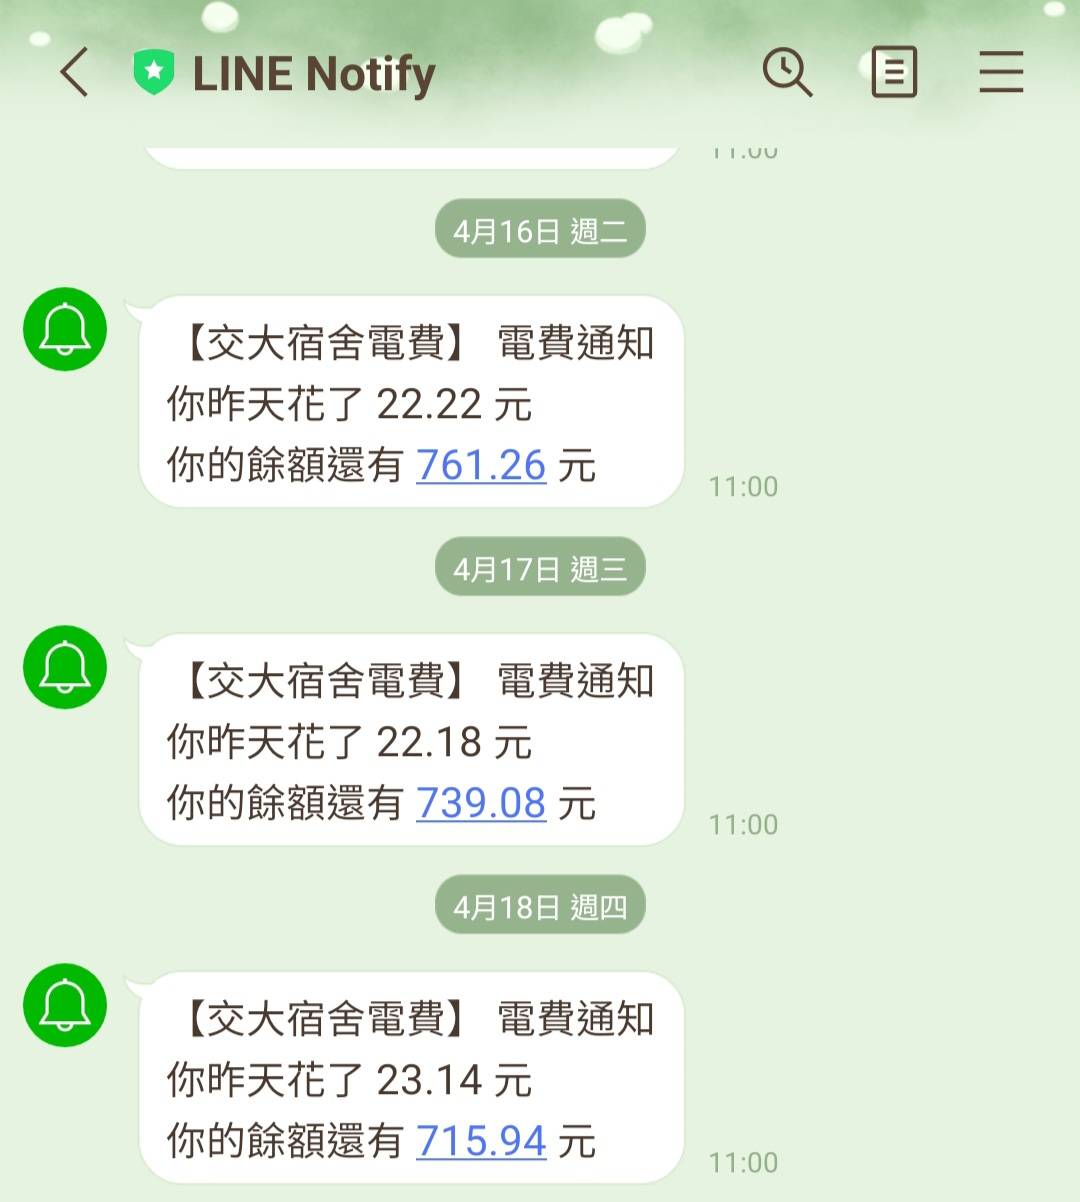 LINE Notify
4月16日 週二
【交大宿舍電費】 電費通知
你昨天花了 22.22 元
你的餘額還有 761.26 元
11:00
4月17日 週三
【交大宿舍電費】 電費通知
你昨天花了 22.18 元
你的餘額還有 739.08 元
11:00
4月18日 週四
【交大宿舍電費】 電費通知
你昨天花了 23.14 元
你的餘額還有 715.94 元
11:00